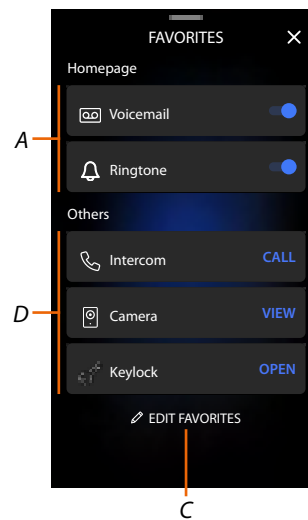 FAVORITES
Homepage
A
Voicemail
Ringtone
Others
D
Intercom CALL
Camera VIEW
Keylock OPEN
EDIT FAVORITES
C